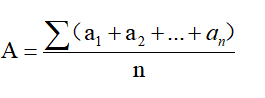 A = ∑(a₁+a₂+...+aₙ) / n